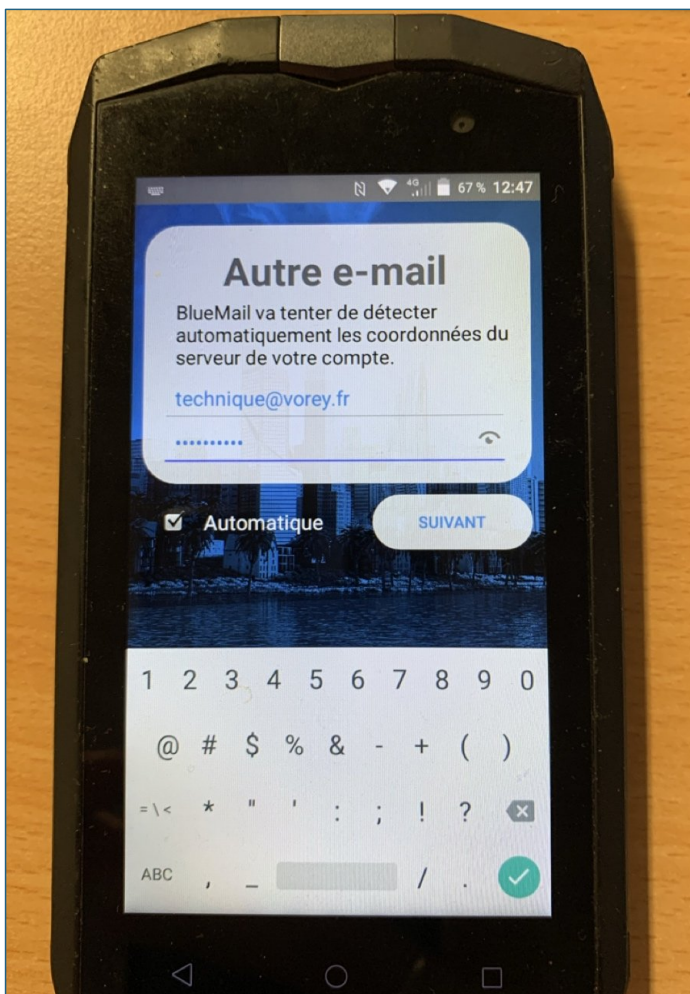 4G 67 % 12:47
Autre e-mail
BlueMail va tenter de détecter
automatiquement les coordonnées du
serveur de votre compte.
technique@vorey.fr
••••••••••
Automatique SUIVANT
1 2 3 4 5 6 7 8 9 0
@ # $ % & - + ( )
= \ < * " ' : ; ! ?
ABC , _ / .